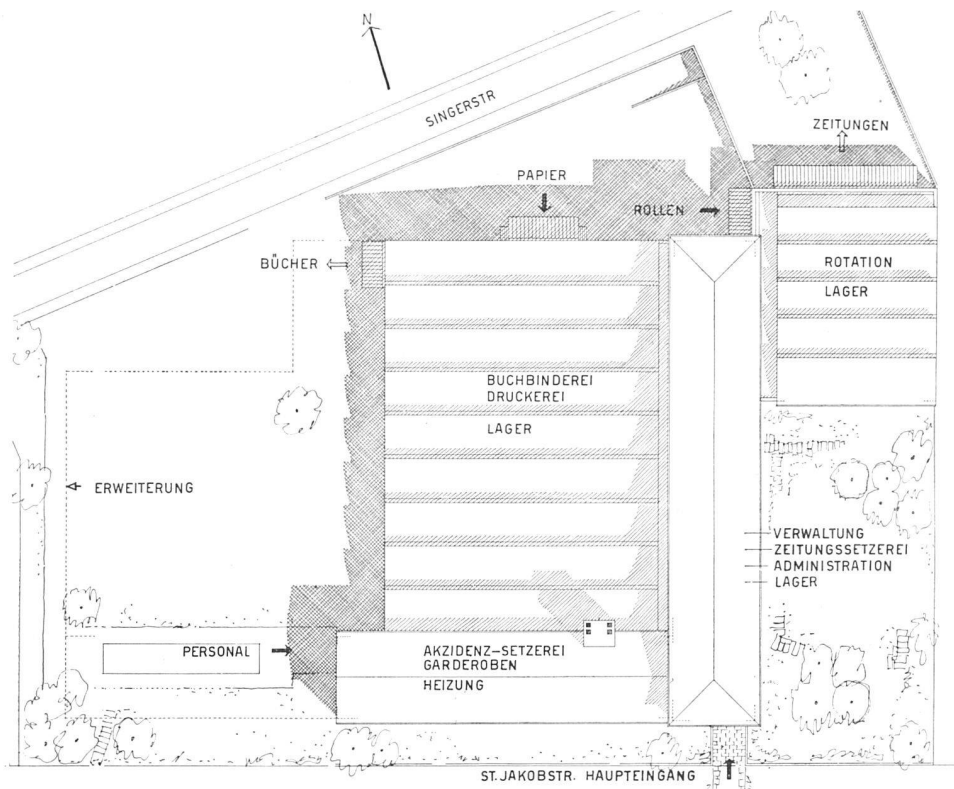 N
SINGERSTR
ZEITUNGEN
PAPIER
ROLLEN
BÜCHER
ROTATION
LAGER
BUCHBINDEREI
DRUCKEREI
LAGER
ERWEITERUNG
VERWALTUNG
ZEITUNGSSETZEREI
ADMINISTRATION
LAGER
PERSONAL
AKZIDENZ-SETZEREI
GARDEROBEN
HEIZUNG
ST. JAKOBSTR. HAUPTEINGANG